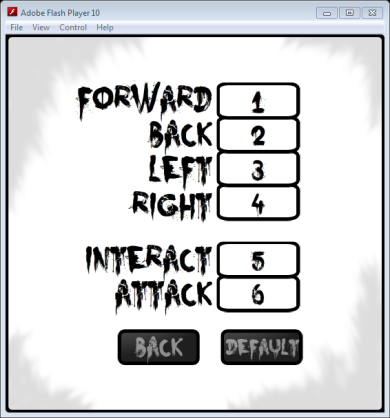 Adobe Flash Player 10
File View Control Help
FORWARD 1
BACK 2
LEFT 3
RIGHT 4
INTERACT 5
ATTACK 6
BACK DEFAULT